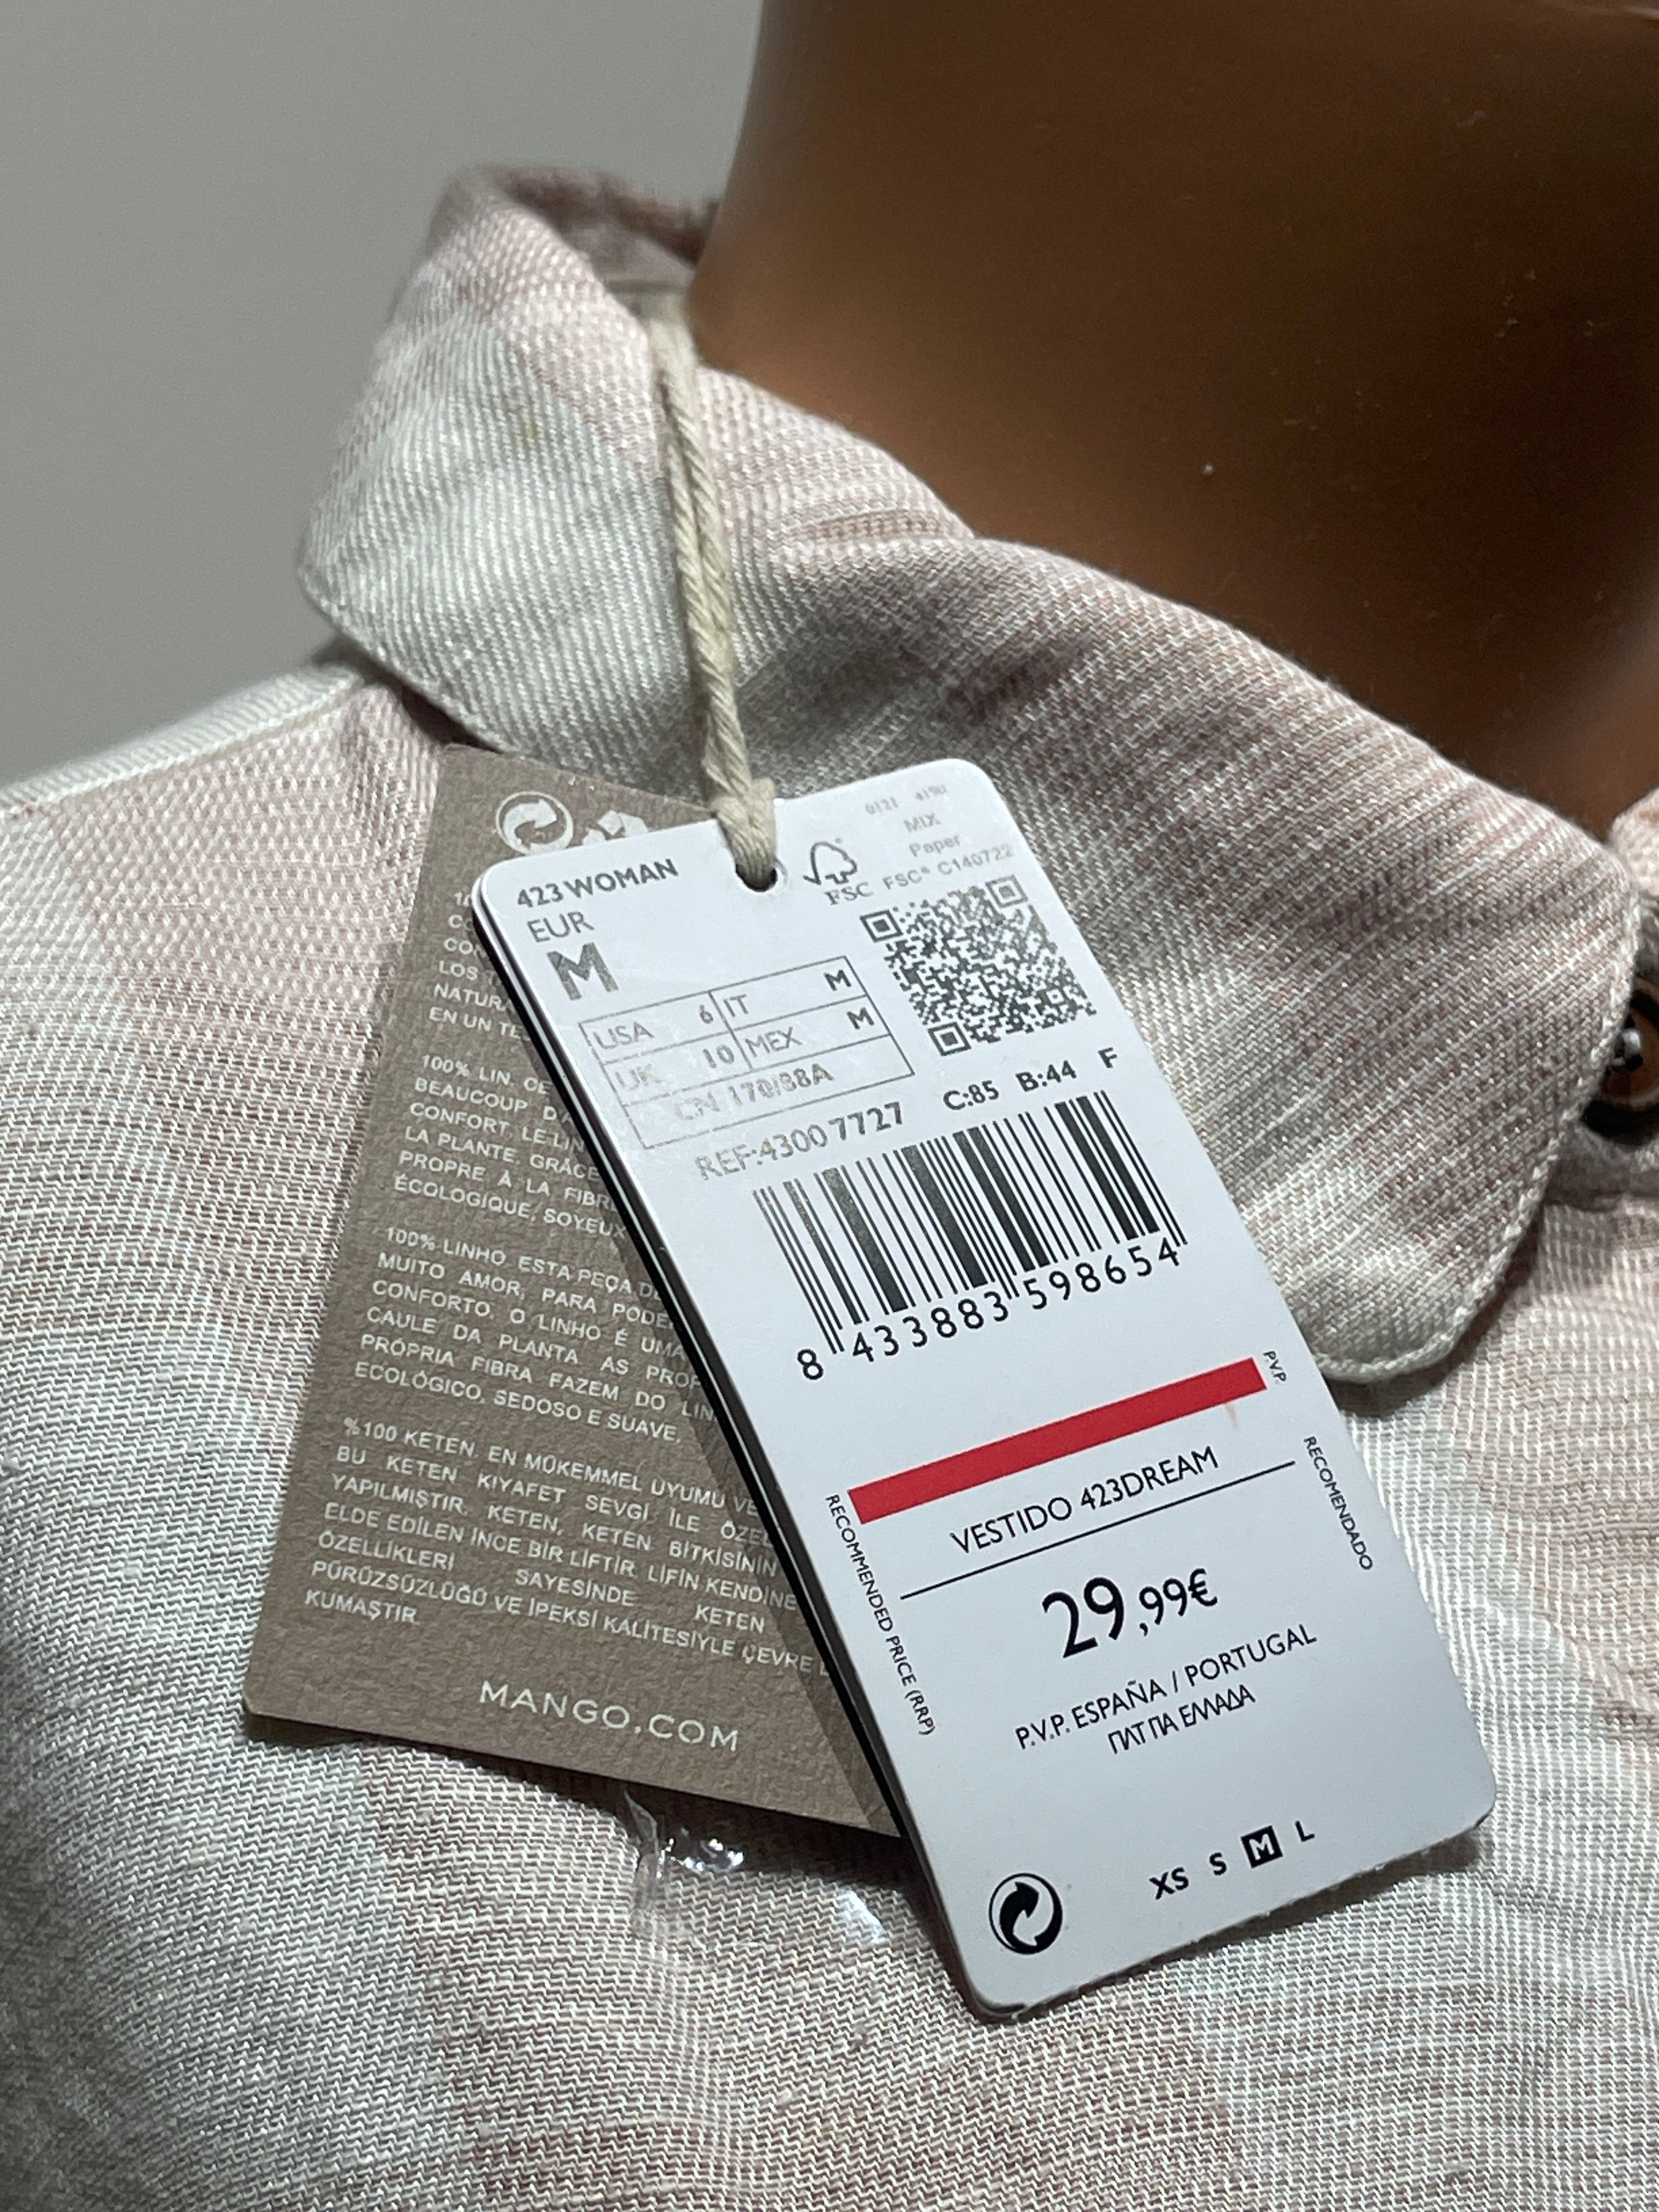 423 WOMAN
EUR
M
USA 6 IT M
UK 10 MEX M
CN 170/88A
MIX
Paper
FSC FSC® C140722
REF:4300 7727 C:85 B:44 F
8 433883 598654
P.V.P.
RECOMENDADO
RECOMMENDED PRICE (RRP)
VESTIDO 423DREAM
29,99€
P.V.P. ESPAÑA / PORTUGAL
ΠΛΤ ΓΙΑ ΕΛΛΑΔΑ
XS S M L
LOS
NATURA
EN UN TE
100% LIN. CE
BEAUCOUP D'
CONFORT. LE LIN
LA PLANTE. GRÂCE
PROPRE À LA FIBR
ÉCOLOGIQUE, SOYEUX
100% LINHO ESTA PEÇA D
MUITO AMOR, PARA PODE
CONFORTO. O LINHO É UMA
CAULE DA PLANTA AS PROP
PRÓPRIA FIBRA FAZEM DO LIN
ECOLÓGICO, SEDOSO E SUAVE.
%100 KETEN. EN MÜKEMMEL UYUMU VE
BU KETEN KIYAFET SEVGİ İLE ÖZE
YAPILMIŞTIR. KETEN, KETEN BİTKİSİNİN
ELDE EDİLEN İNCE BİR LİFTİR. LİFİN KENDİNE
ÖZELLİKLERİ SAYESİNDE KETEN
PÜRÜZSÜZLÜĞÜ VE İPEKSİ KALİTESİYLE ÇEVRE
KUMAŞTIR.
MANGO.COM